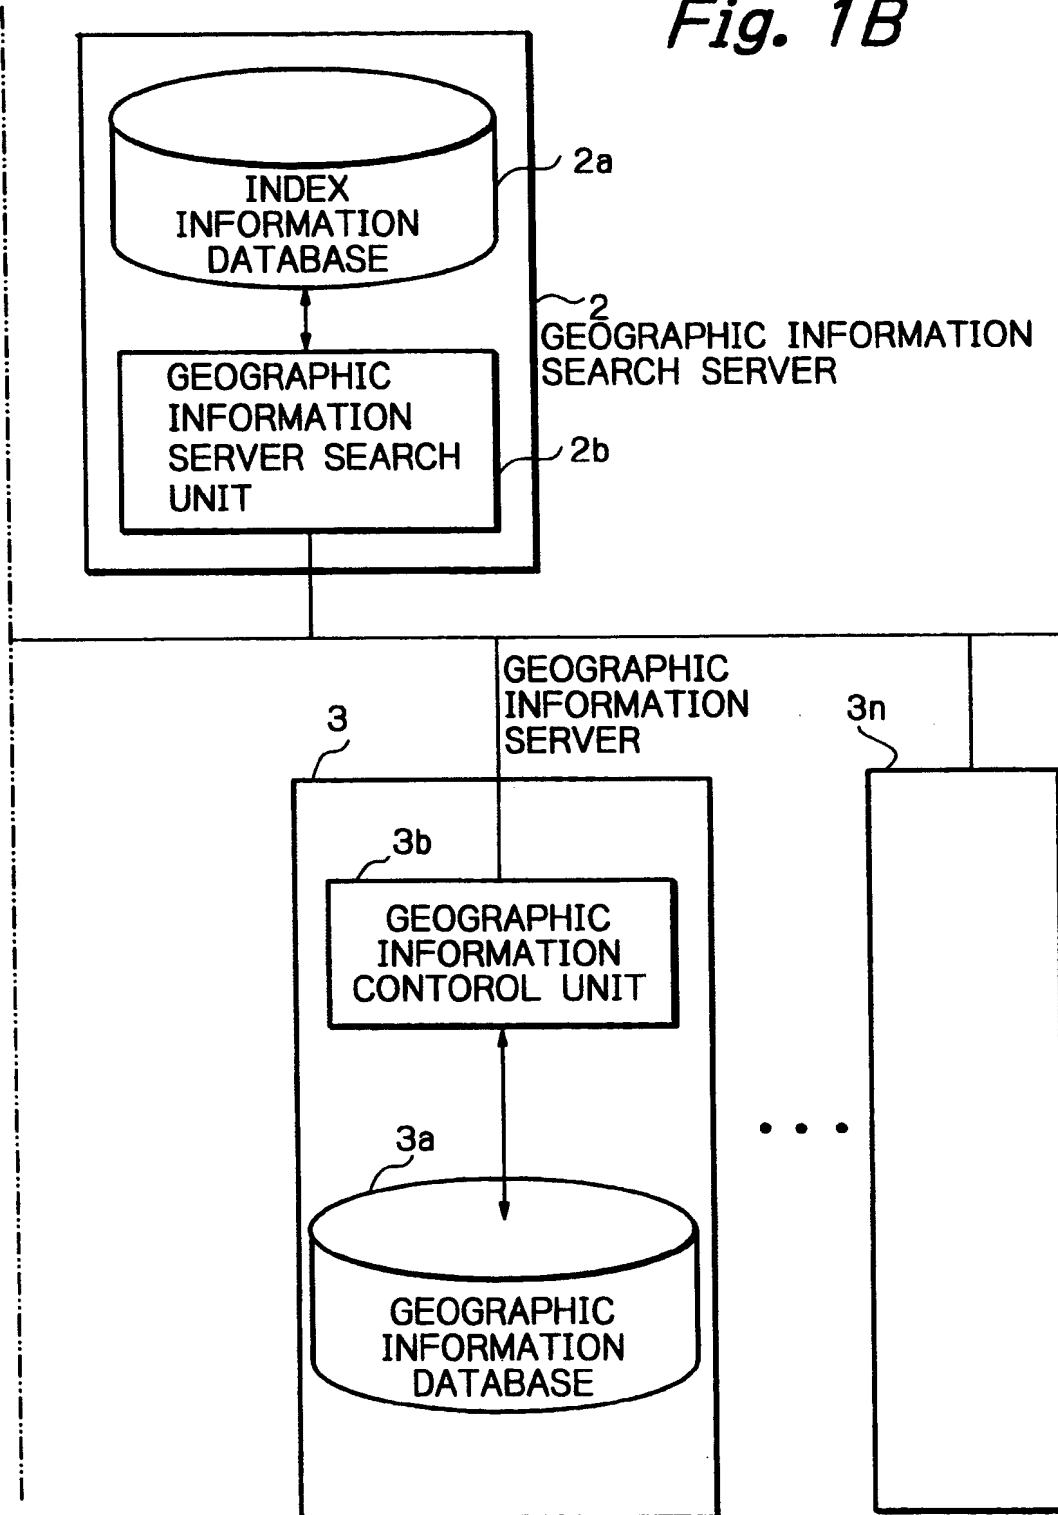 Fig. 1B
2a
INDEX
INFORMATION
DATABASE
2
GEOGRAPHIC INFORMATION
SEARCH SERVER
GEOGRAPHIC
INFORMATION
SERVER SEARCH
UNIT
2b
GEOGRAPHIC
INFORMATION
SERVER
3
3n
3b
GEOGRAPHIC
INFORMATION
CONTOROL UNIT
3a
GEOGRAPHIC
INFORMATION
DATABASE